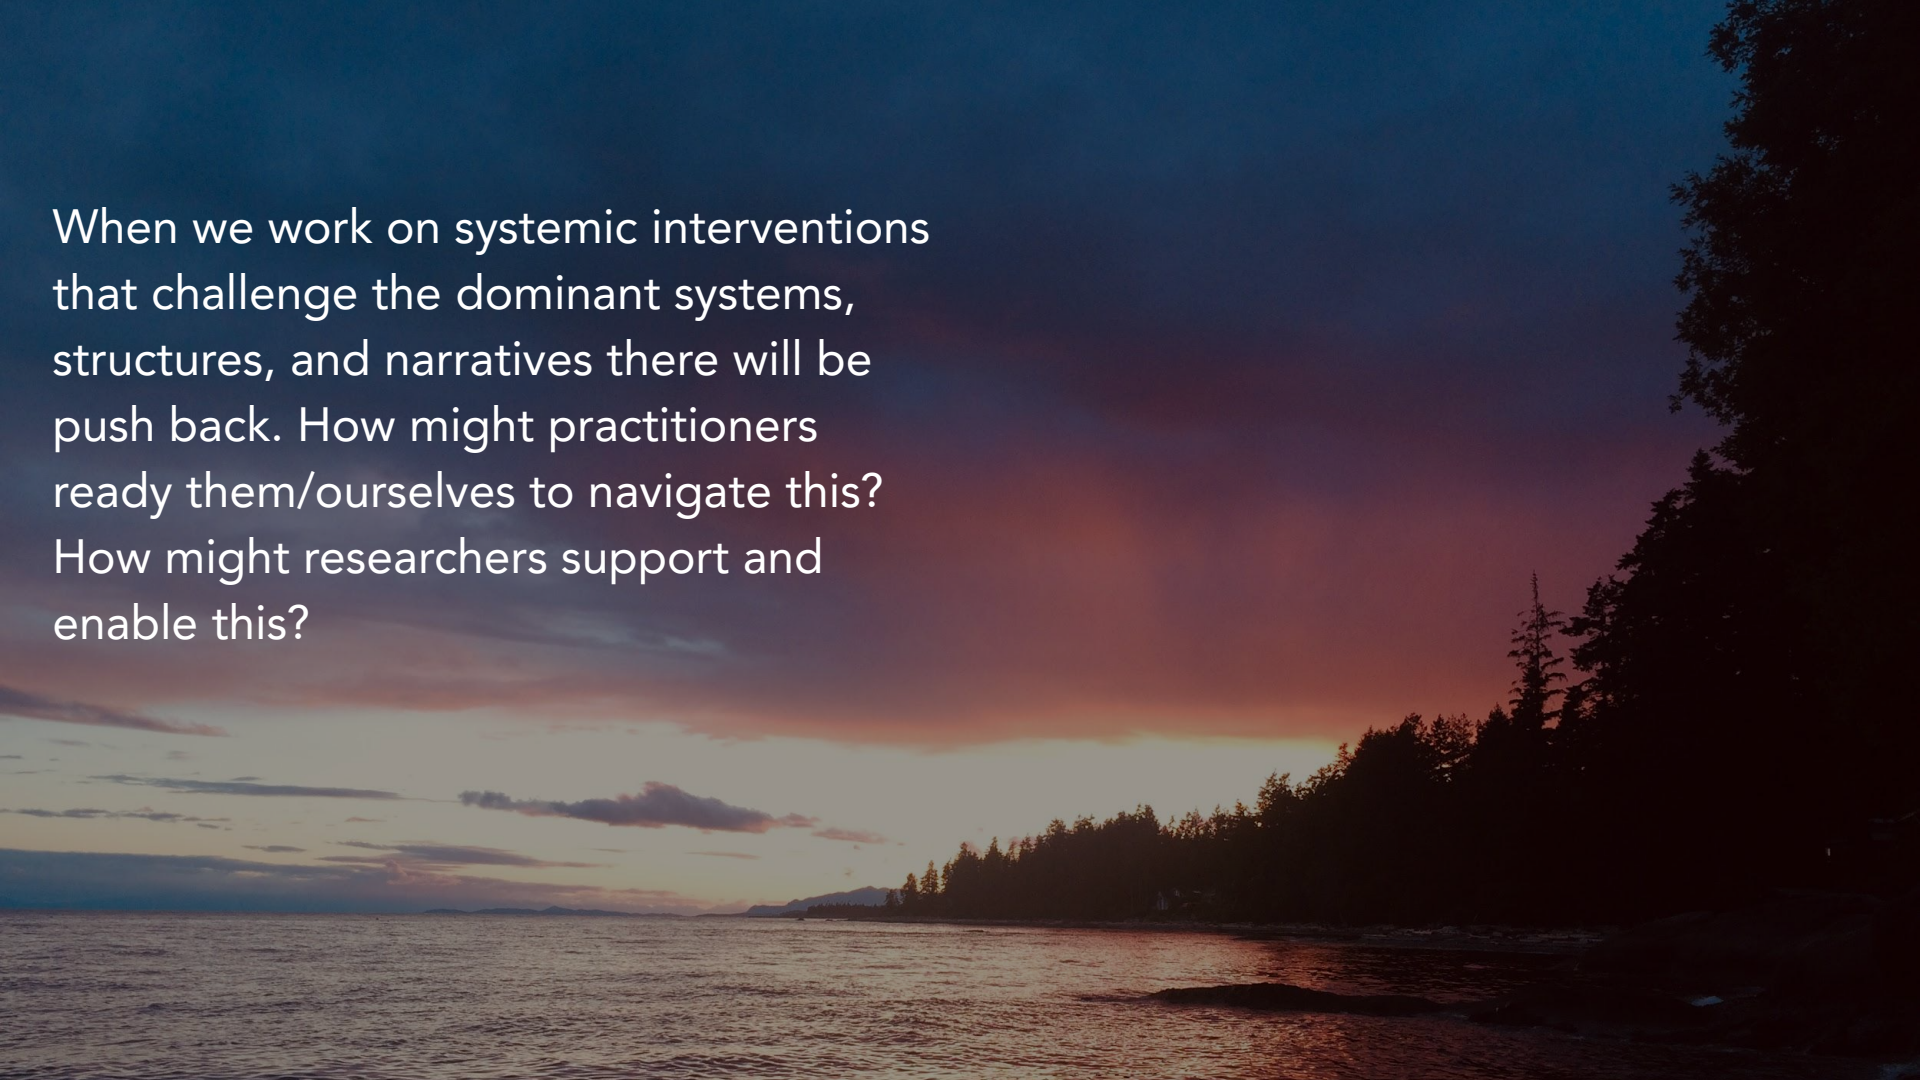 When we work on systemic interventions
that challenge the dominant systems,
structures, and narratives there will be
push back. How might practitioners
ready them/ourselves to navigate this?
How might researchers support and
enable this?